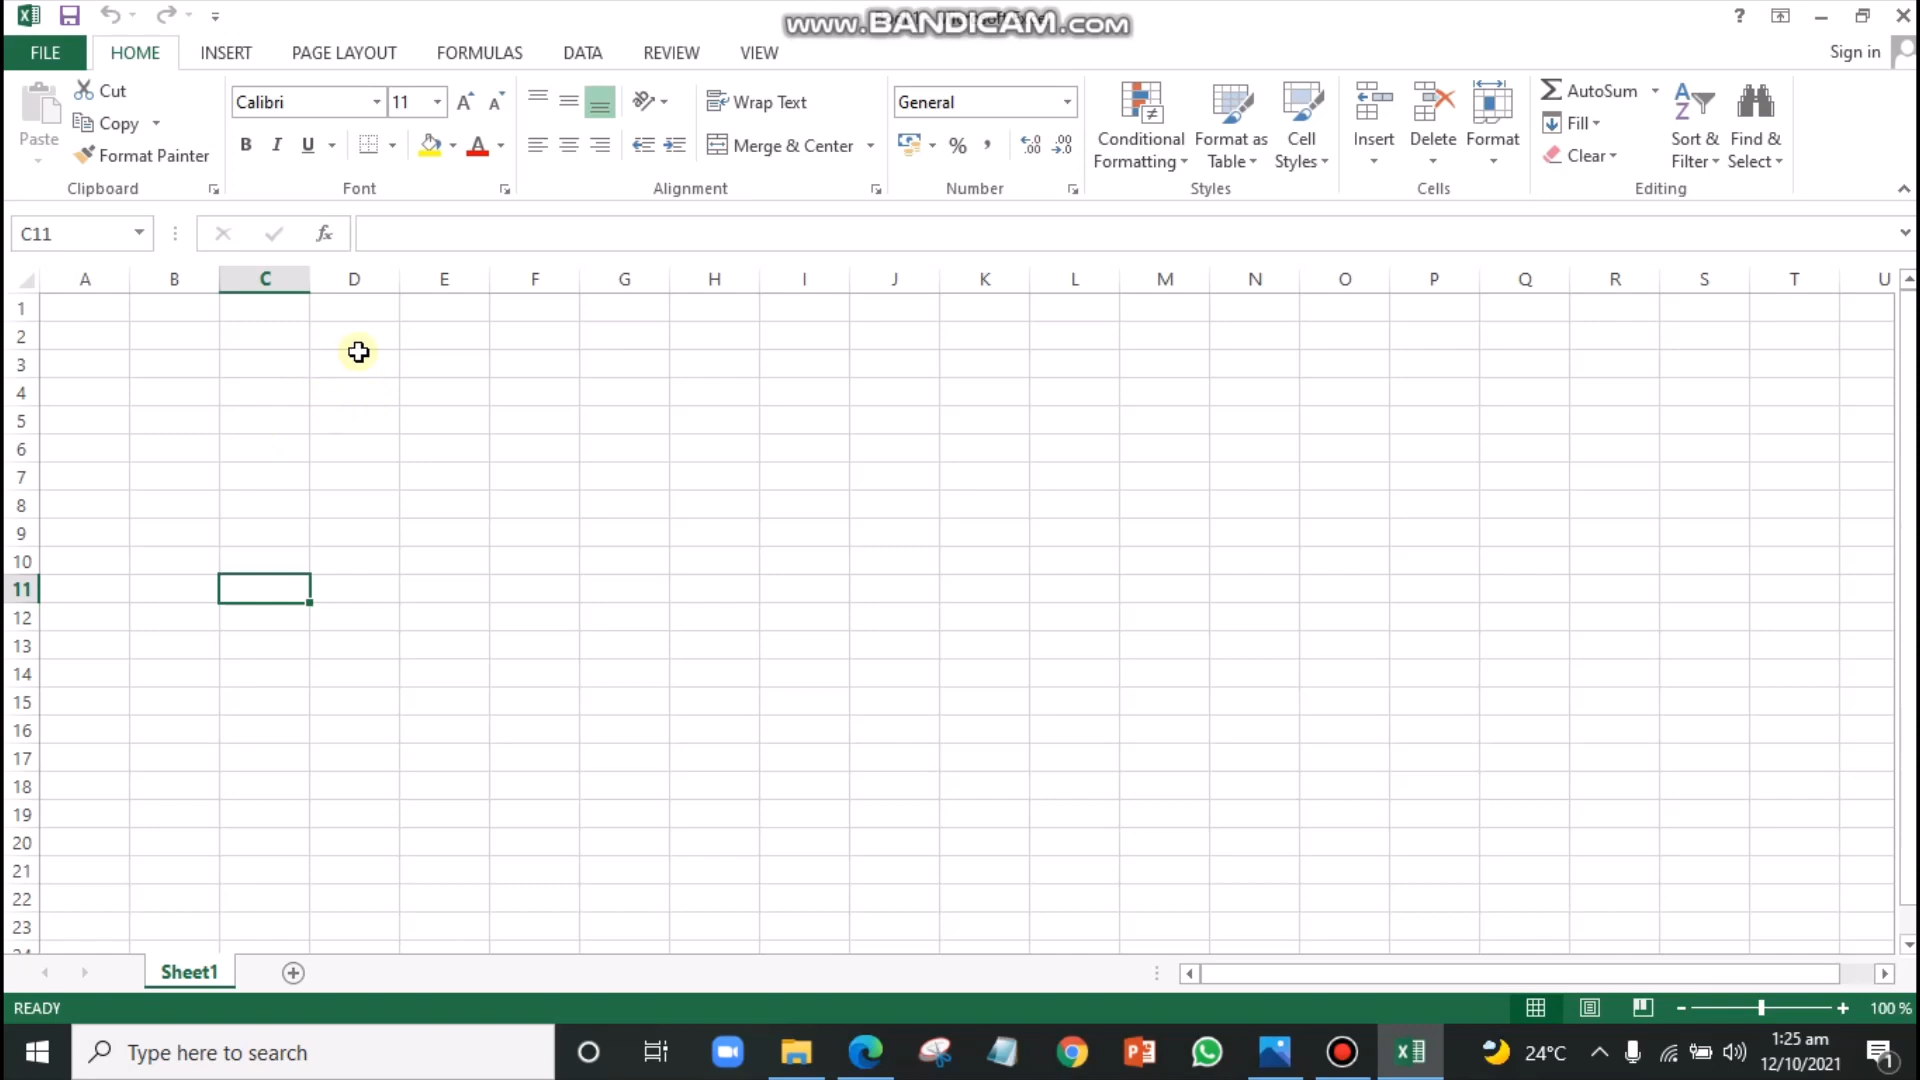 www.BANDICAM.com
FILE HOME INSERT PAGE LAYOUT FORMULAS DATA REVIEW VIEW Sign in
Cut
Copy
Format Painter
Paste
Clipboard
Calibri 11
B I U
Font
Wrap Text
Merge & Center
Alignment
General
%
Number
Conditional Formatting
Format as Table
Cell Styles
Styles
Insert
Delete
Format
Cells
AutoSum
Fill
Clear
Sort & Filter
Find & Select
Editing
C11
fx
A B C D E F G H I J K L M N O P Q R S T U
1
2
3
4
5
6
7
8
9
10
11
12
13
14
15
16
17
18
19
20
21
22
23
Sheet1
READY
100 %
Type here to search
24°C
1:25 am
12/10/2021
1